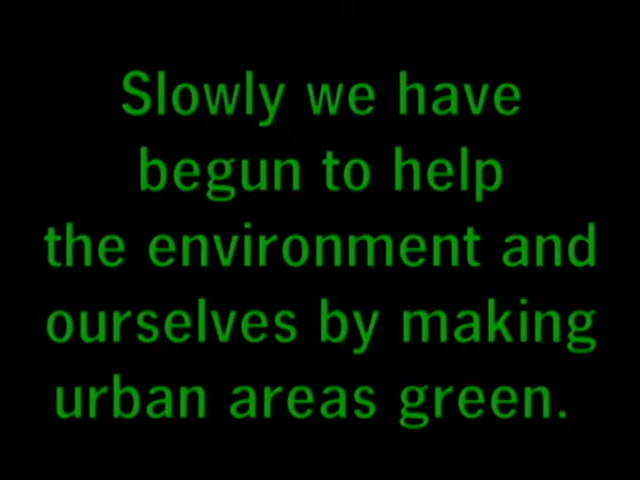 Slowly we have
begun to help
the environment and
ourselves by making
urban areas green.